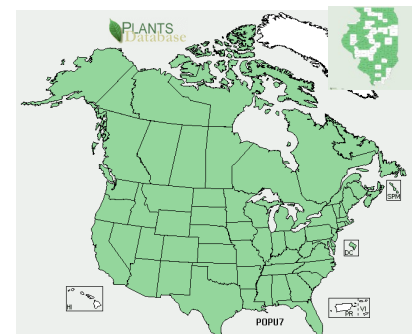 PLANTS
Database
SPM
DC
HI
PR
VI
POPU7